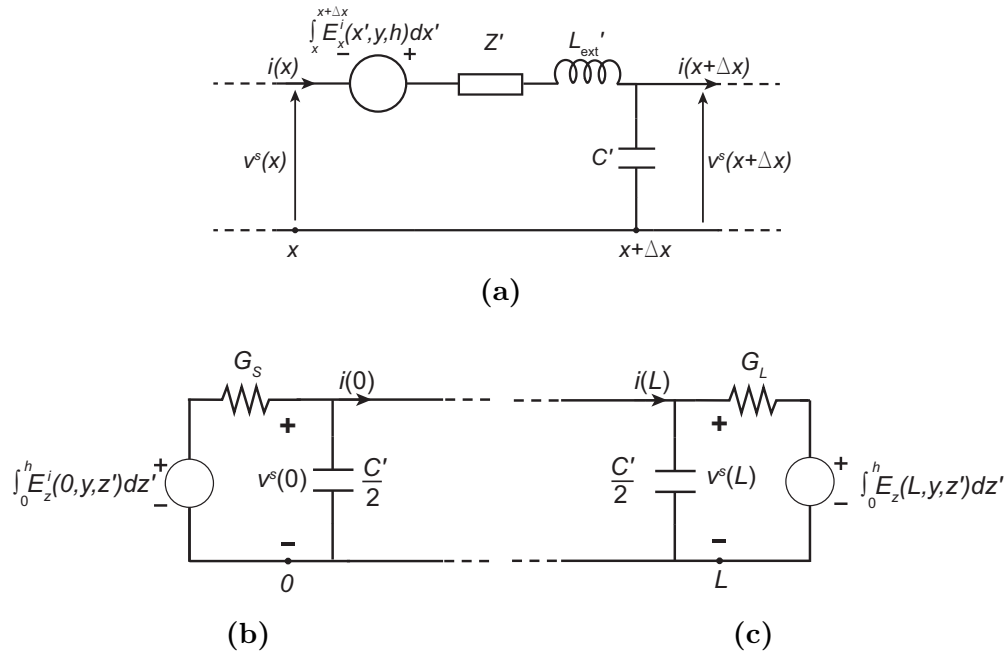 ∫_x^{x+Δx} E_x^i(x',y,h)dx'
− +
Z'
L_ext'
i(x)
i(x+Δx)
v^s(x)
C'
v^s(x+Δx)
x
x+Δx
(a)
G_S
i(0)
i(L)
G_L
+
+
∫_0^h E_z^i(0,y,z')dz'
+
−
v^s(0)
C'/2
C'/2
v^s(L)
+
−
∫_0^h E_z(L,y,z')dz'
−
−
0
L
(b)
(c)